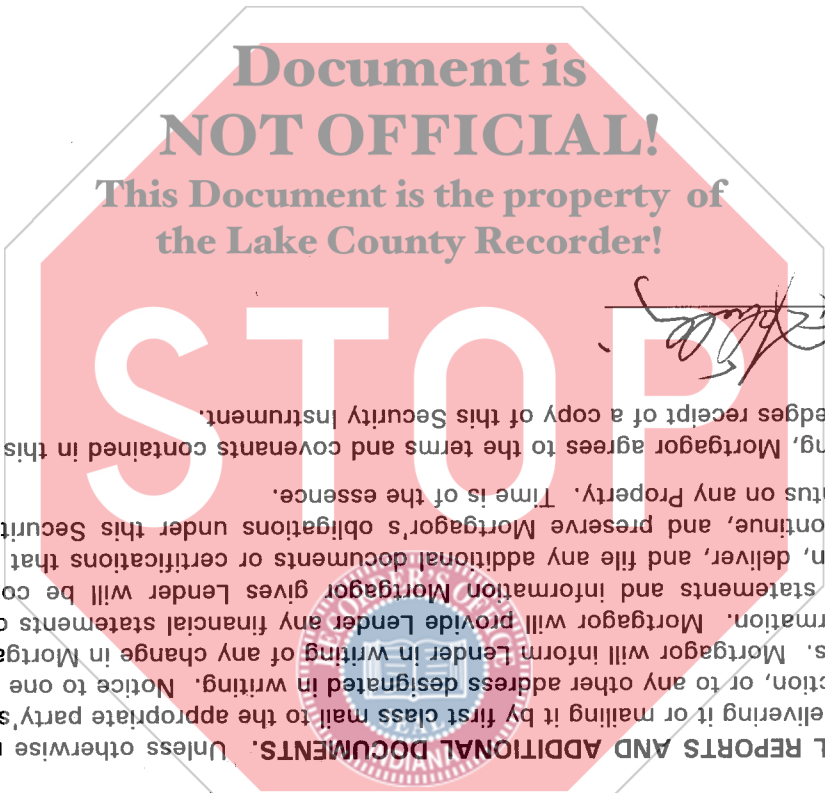 Document is
NOT OFFICIAL!
This Document is the property of
the Lake County Recorder!
STOP
L REPORTS AND ADDITIONAL DOCUMENTS. Unless otherwise
elivering it or mailing it by first class mail to the appropriate party's
ction, or to any other address designated in writing. Notice to one
s. Mortgagor will inform Lender in writing of any change in Mortgag
rmation. Mortgagor will provide Lender any financial statements o
statements and information Mortgagor gives Lender will be co
n, deliver, and file any additional documents or certifications that
ontinue, and preserve Mortgagor's obligations under this Securit
tus on any Property. Time is of the essence.
ng, Mortgagor agrees to the terms and covenants contained in this
edges receipt of a copy of this Security Instrument.
RECORDER'S OFFICE
SEAL
INDIANA